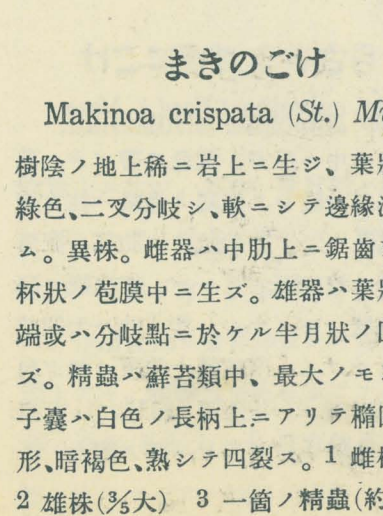 まきのごけ
Makinoa crispata (St.)
樹陰ノ地上稀ニ岩上ニ生ジ、葉
綠色、二叉分岐シ、軟ニシテ邊緣
ム。異株。雌器ハ中肋上ニ鋸齒
杯狀ノ苞膜中ニ生ズ。雄器ハ葉
端或ハ分岐點ニ於ケル半月狀ノ
ズ。精蟲ハ蘚苔類中、最大ノモ
子囊ハ白色ノ長柄上ニアリテ橢
形、暗褐色、熟シテ四裂ス。1 雌
2 雄株(⅗大) 3 一箇ノ精蟲(約